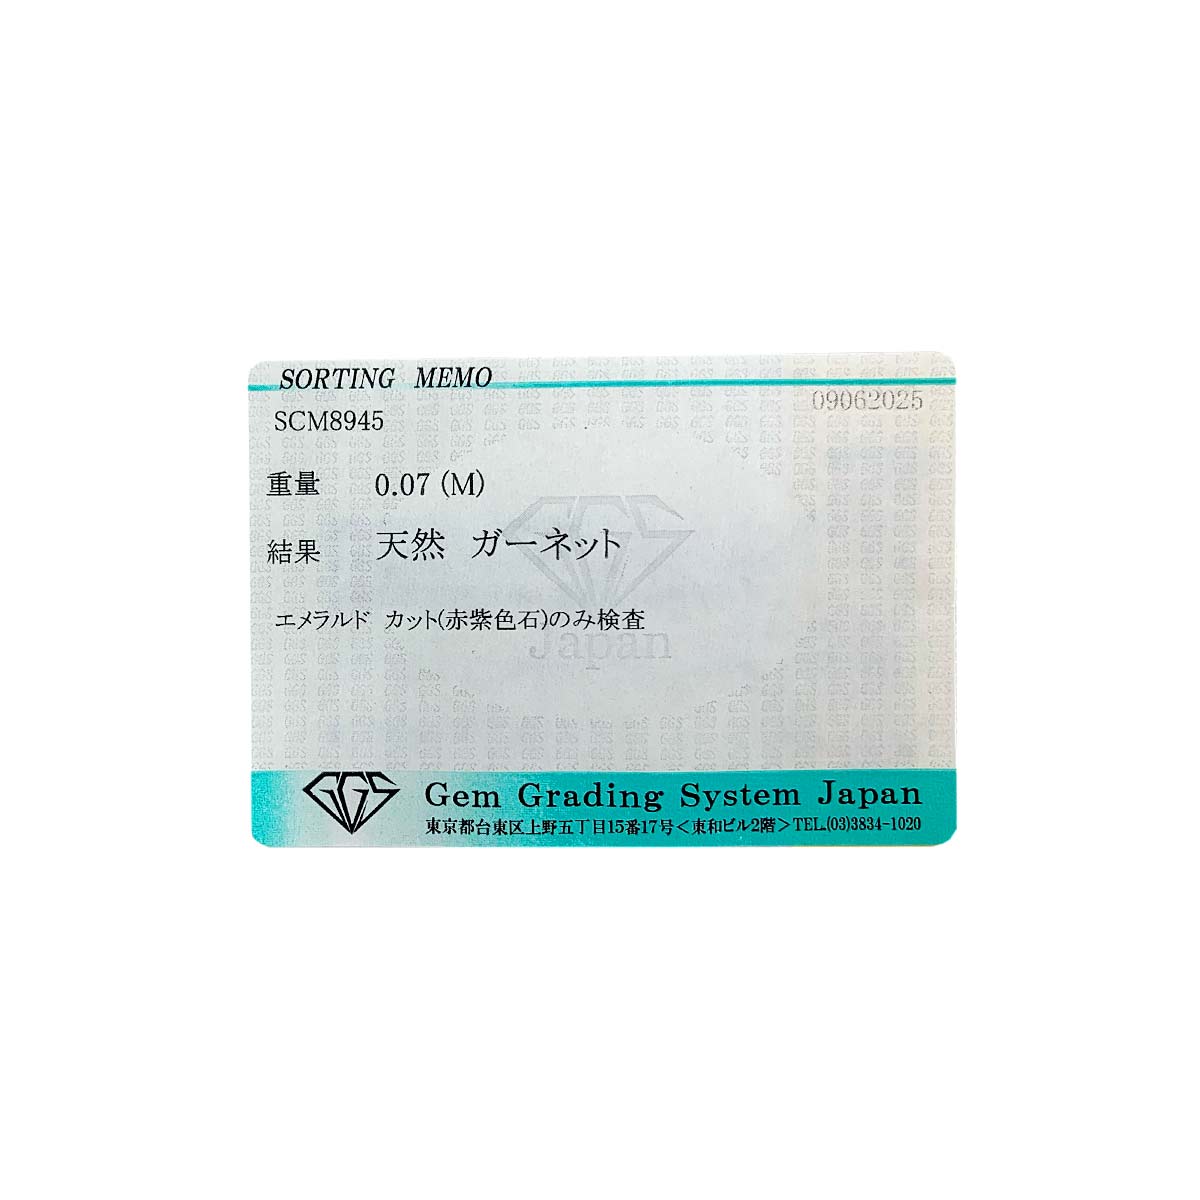 SORTING MEMO
09062025
SCM8945
重量 0.07 (M)
結果 天然 ガーネット
エメラルド カット(赤紫色石)のみ検査
GGS
Japan
GGS
Gem Grading System Japan
東京都台東区上野五丁目15番17号＜東和ビル2階＞TEL.(03)3834-1020